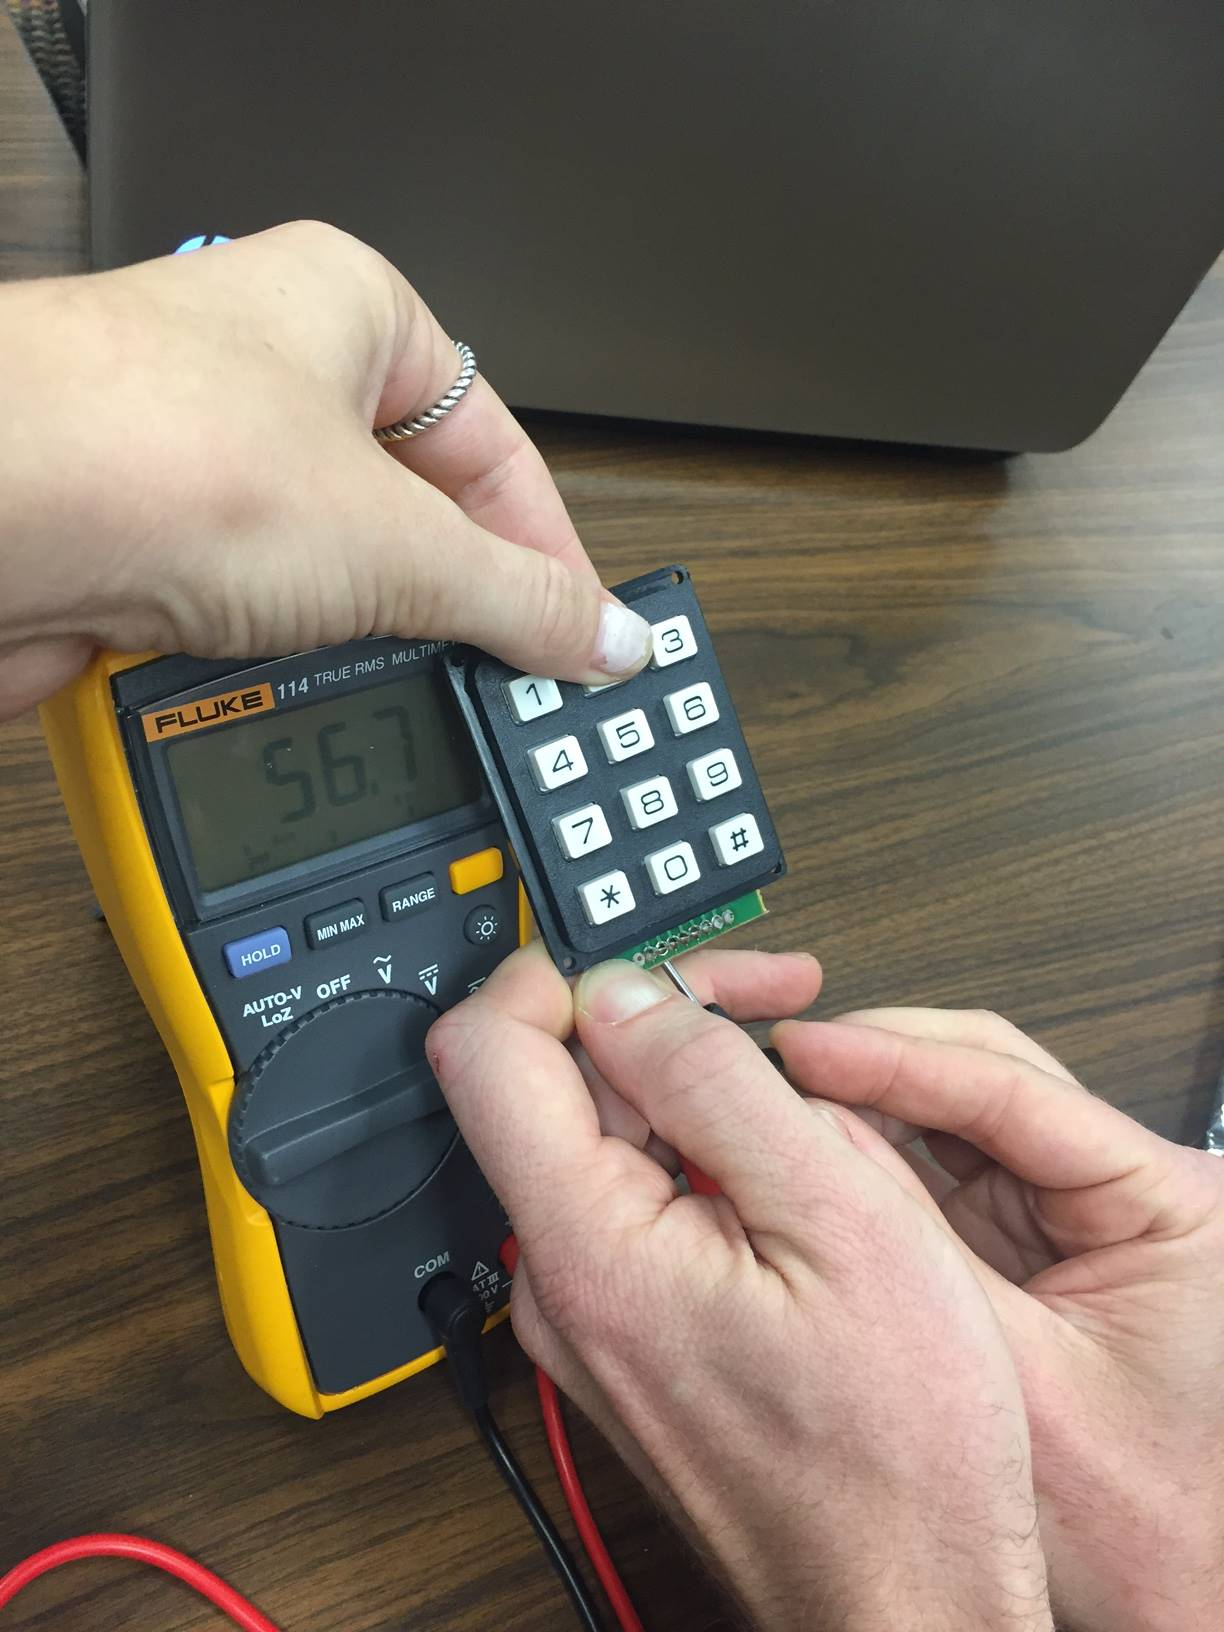 FLUKE 114 TRUE RMS MULTIME
56.7
HOLD
MIN MAX
RANGE
AUTO-V
LoZ
OFF
Ṽ
V
COM
1
3
4 5 6
7 8 9
* 0 #